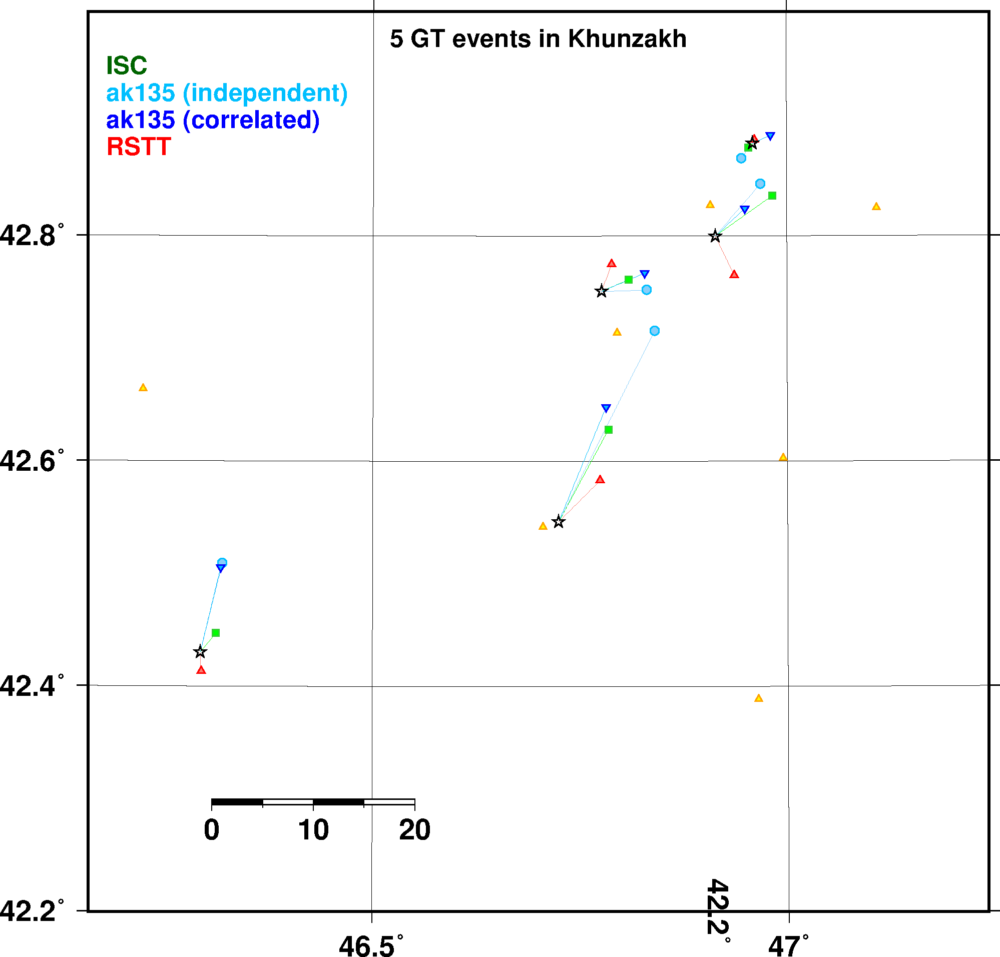 5 GT events in Khunzakh
ISC
ak135 (independent)
ak135 (correlated)
RSTT
42.8°
42.6°
42.4°
0 10 20
42.2°
42.2°
46.5° 47°